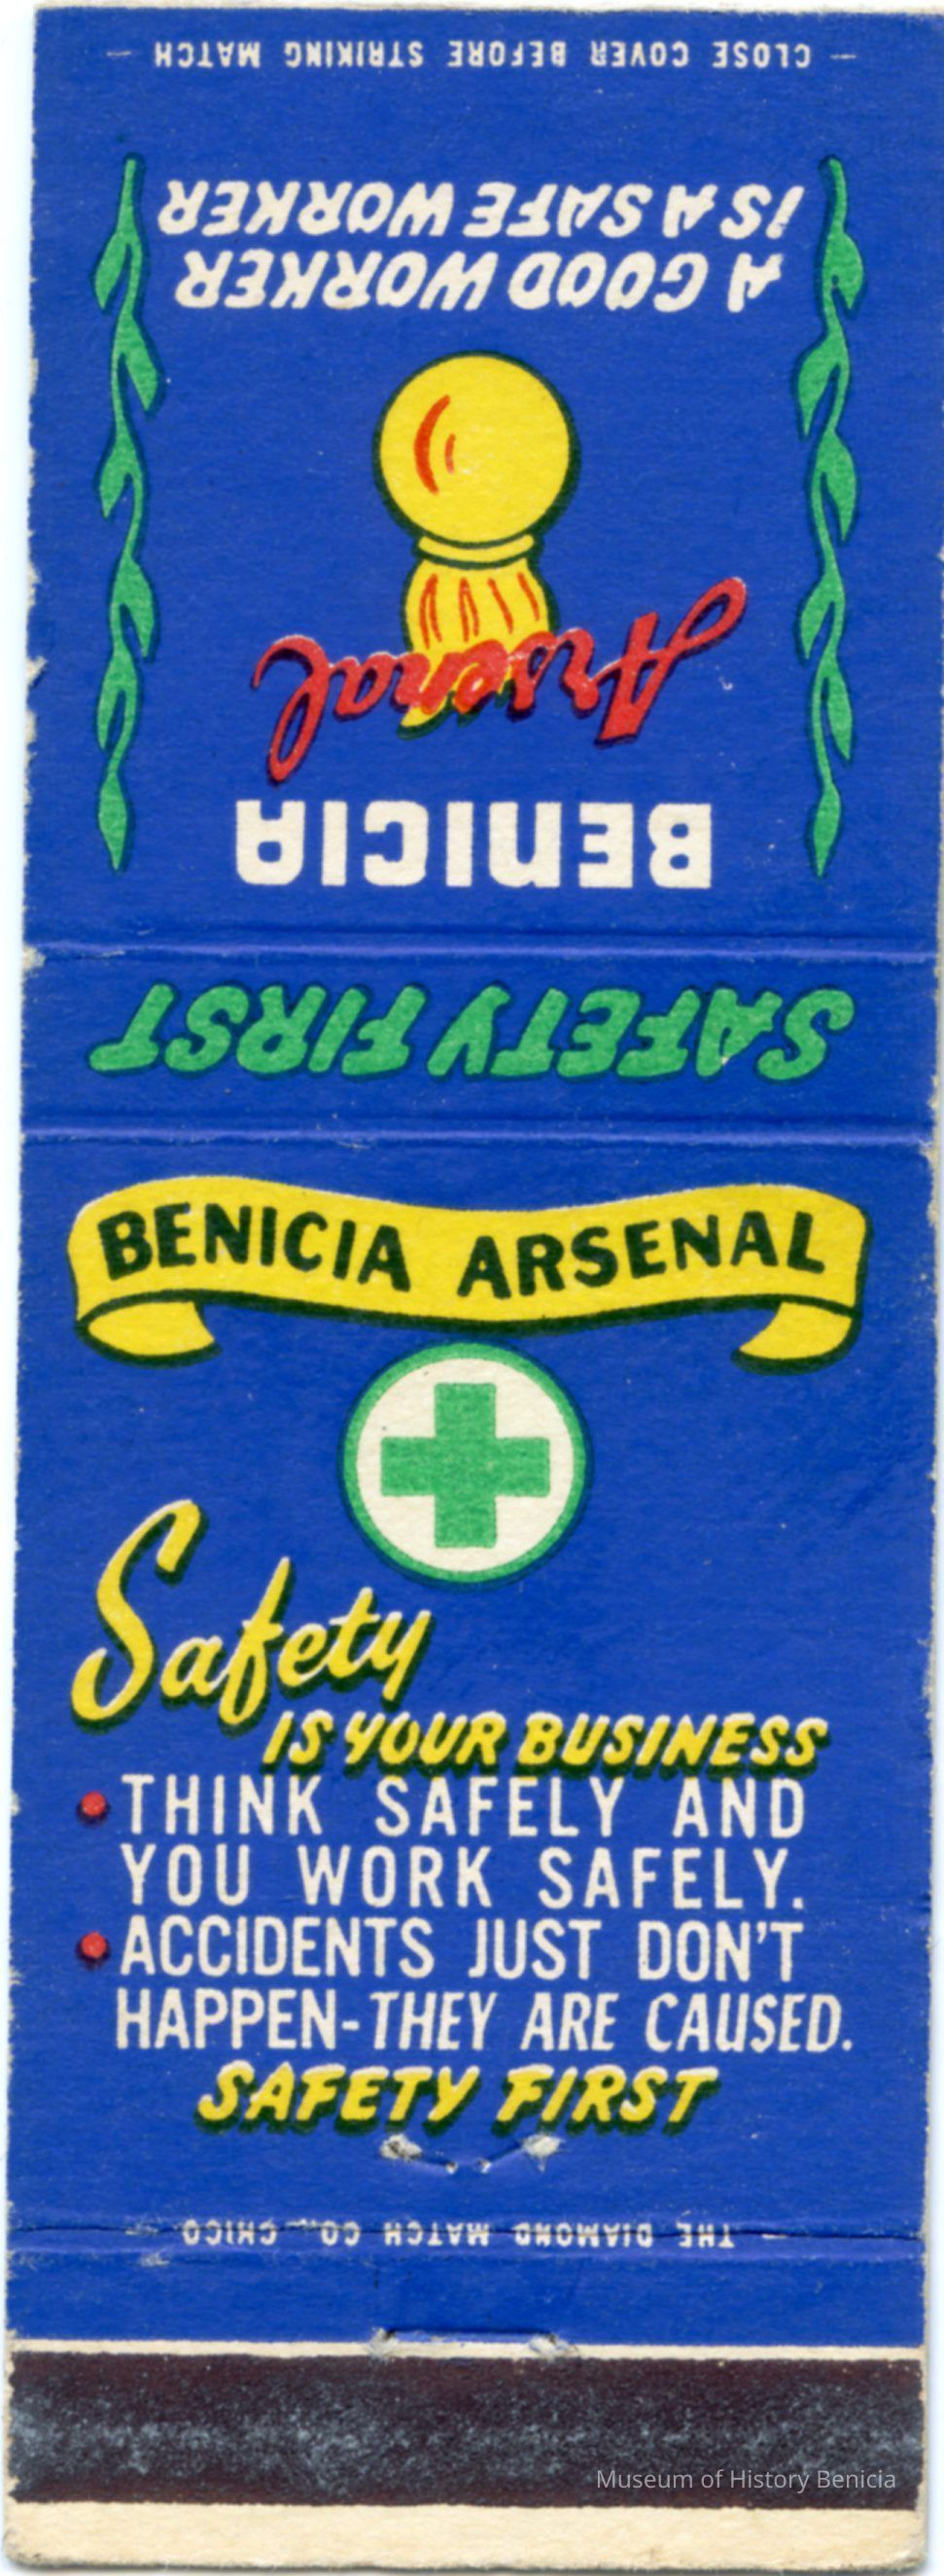 — CLOSE COVER BEFORE STRIKING MATCH —
BENICIA
Arsenal
A GOOD WORKER
IS A SAFE WORKER
SAFETY FIRST
BENICIA ARSENAL
Safety
IS YOUR BUSINESS
• THINK SAFELY AND
YOU WORK SAFELY.
• ACCIDENTS JUST DON'T
HAPPEN-THEY ARE CAUSED.
SAFETY FIRST
— THE DIAMOND MATCH CO., CHICO —
Museum of History Benicia